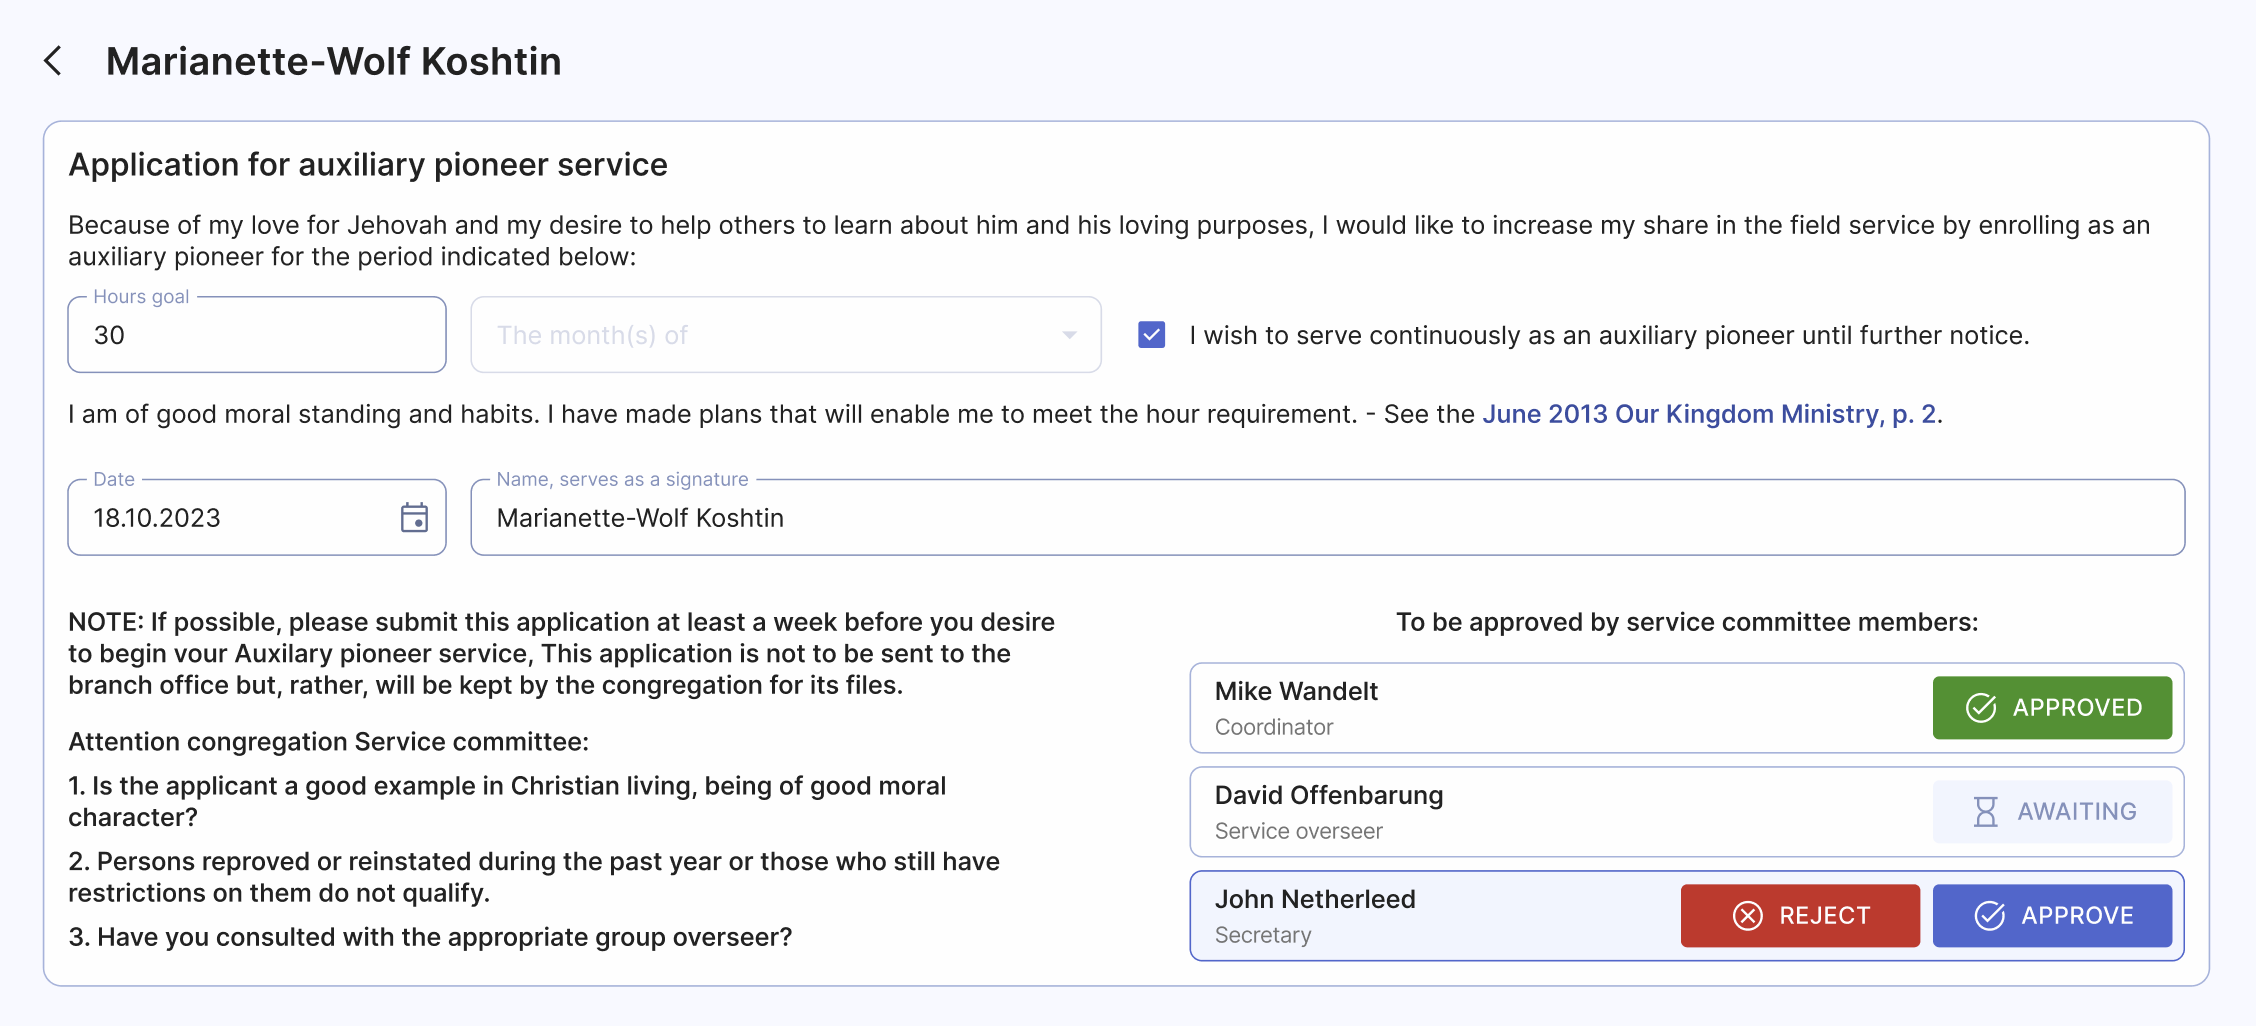 Marianette-Wolf Koshtin
Application for auxiliary pioneer service
Because of my love for Jehovah and my desire to help others to learn about him and his loving purposes, I would like to increase my share in the field service by enrolling as an
auxiliary pioneer for the period indicated below:
Hours goal
30
The month(s) of
I wish to serve continuously as an auxiliary pioneer until further notice.
I am of good moral standing and habits. I have made plans that will enable me to meet the hour requirement. - See the June 2013 Our Kingdom Ministry, p. 2.
Date
18.10.2023
Name, serves as a signature
Marianette-Wolf Koshtin
NOTE: If possible, please submit this application at least a week before you desire
to begin vour Auxilary pioneer service, This application is not to be sent to the
branch office but, rather, will be kept by the congregation for its files.
Attention congregation Service committee:
1. Is the applicant a good example in Christian living, being of good moral
character?
2. Persons reproved or reinstated during the past year or those who still have
restrictions on them do not qualify.
3. Have you consulted with the appropriate group overseer?
To be approved by service committee members:
Mike Wandelt
Coordinator
APPROVED
David Offenbarung
Service overseer
AWAITING
John Netherleed
Secretary
REJECT
APPROVE